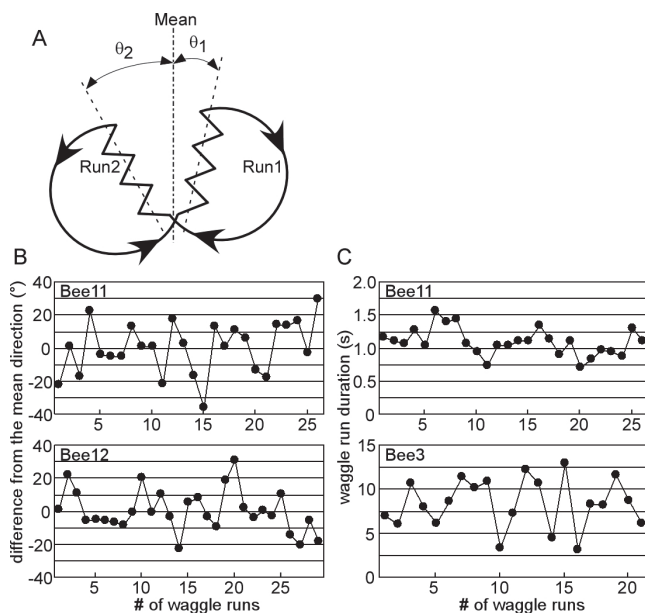 Mean
A
θ2
θ1
Run2
Run1
B
C
difference from the mean direction (°)
40
20
0
-20
-40
Bee11
5
10
15
20
25
40
20
0
-20
-40
Bee12
5
10
15
20
25
# of waggle runs
waggle run duration (s)
2.0
1.5
1.0
0.5
0
Bee11
5
10
15
20
25
15
10
5
0
Bee3
5
10
15
20
# of waggle runs